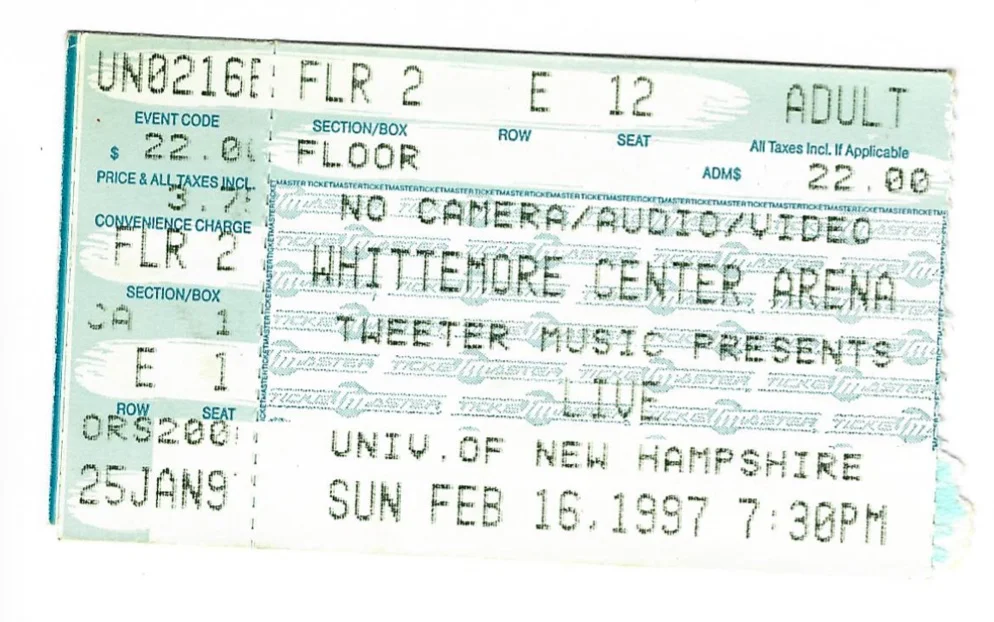 UN0216E FLR 2 E 12 ADULT
EVENT CODE SECTION/BOX ROW SEAT All Taxes Incl. If Applicable
$ 22.0 FLOOR ADM$ 22.00
PRICE & ALL TAXES INCL.
3.7
CONVENIENCE CHARGE
FLR 2
SECTION/BOX
CA 1
E 1
ROW SEAT
ORS200
25JAN9
NO CAMERA/AUDIO/VIDEO
WHITTEMORE CENTER ARENA
TWEETER MUSIC PRESENTS
LIVE
UNIV.OF NEW HAMPSHIRE
SUN FEB 16,1997 7:30PM